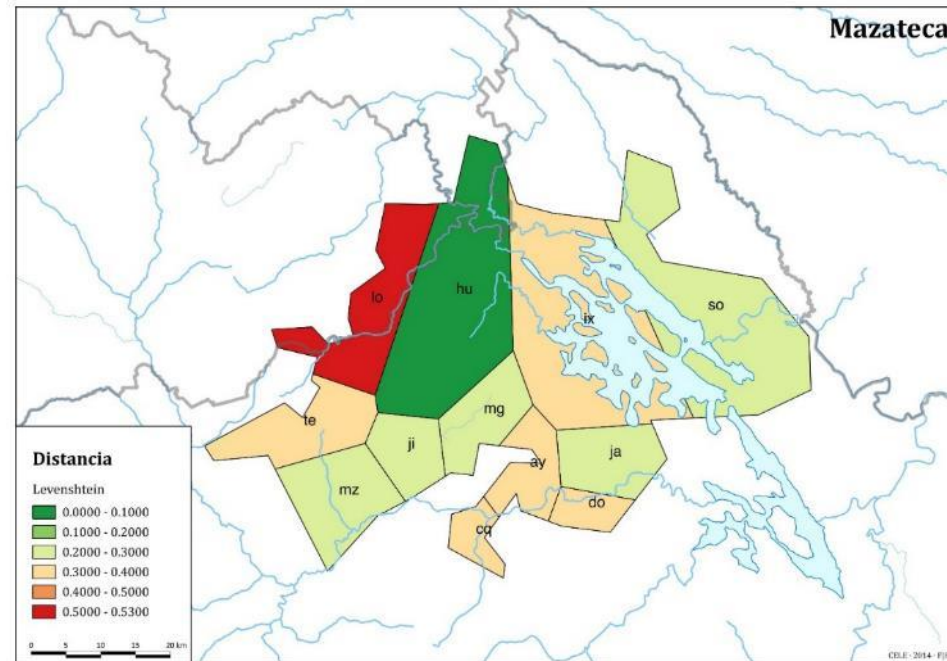 Mazateca
lo
hu
ix
so
te
ji
mg
mz
ay
ja
do
cq
Distancia
Levenshtein
0.0000 - 0.1000
0.1000 - 0.2000
0.2000 - 0.3000
0.3000 - 0.4000
0.4000 - 0.5000
0.5000 - 0.5300
0 5 10 15 20 km
CELE - 2014 -